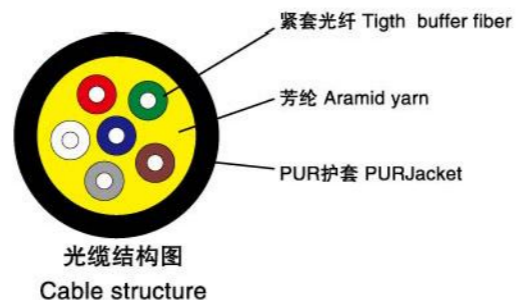 紧套光纤 Tigth buffer fiber
芳纶 Aramid yarn
PUR护套 PURJacket
光缆结构图
Cable structure